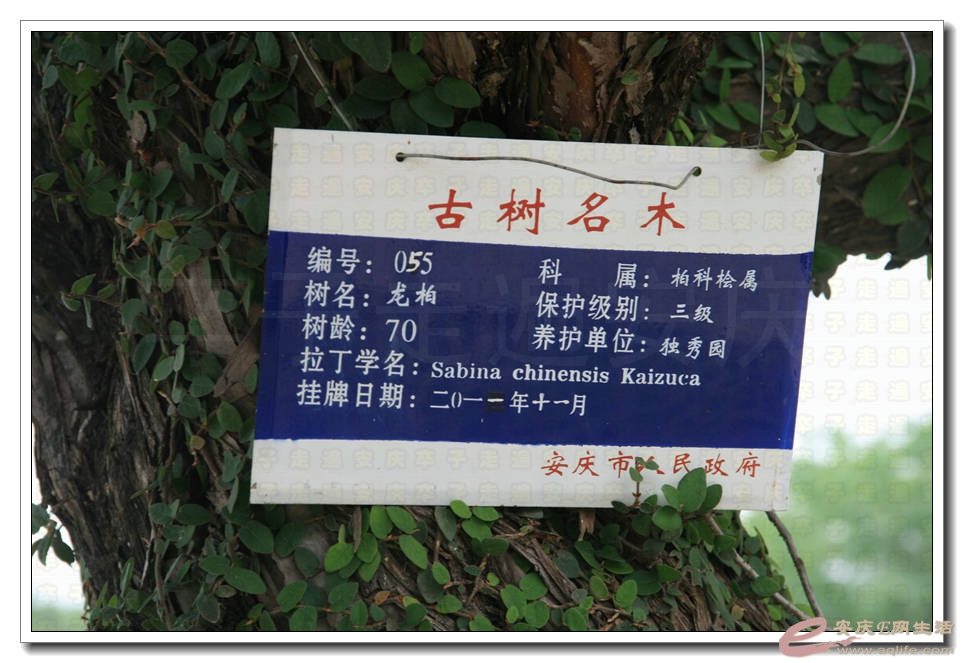 古树名木
编号：055
科 属：柏科桧属
树名：龙柏
保护级别：三级
树龄：70
养护单位：独秀园
拉丁学名：Sabina chinensis Kaizuca
挂牌日期：二0一一年十一月
安庆市人民政府
安庆E网生活
www.aqlife.com